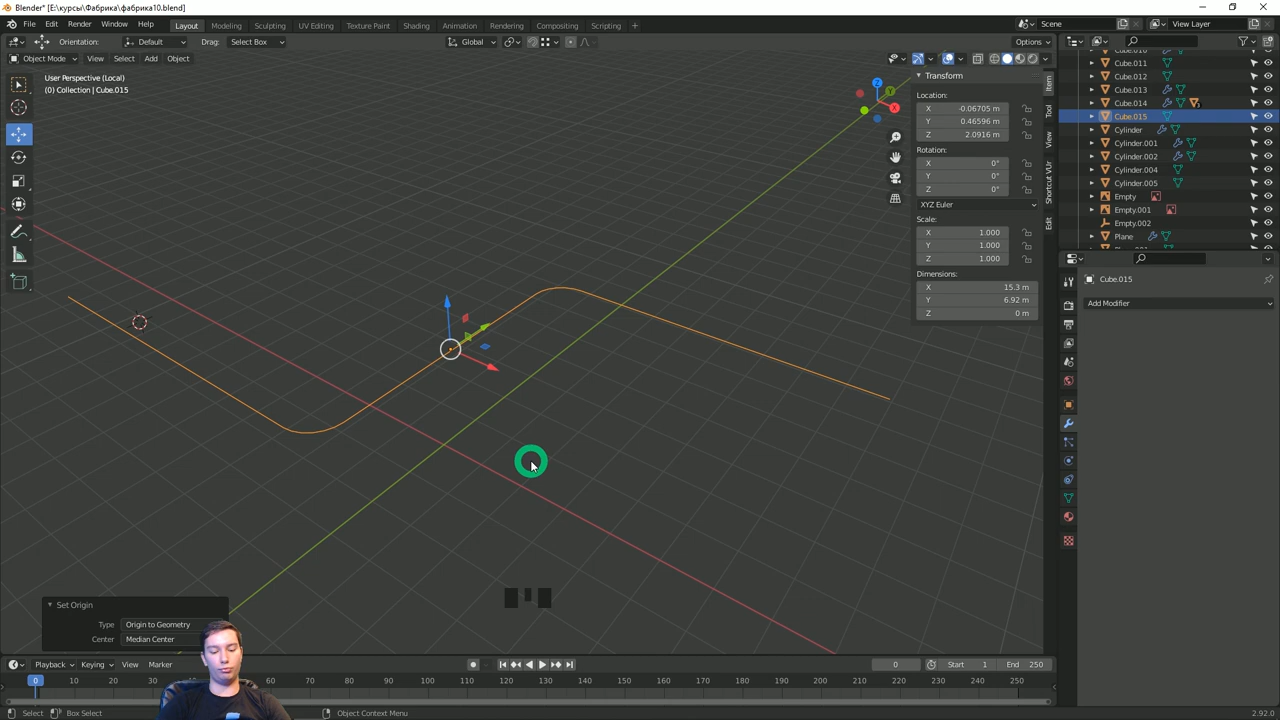 Blender* [E:\курсы\Фабрика\фабрика10.blend]
File Edit Render Window Help Layout Modeling Sculpting UV Editing Texture Paint Shading Animation Rendering Compositing Scripting + Scene View Layer
Orientation: Default Drag: Select Box Global Options
Object Mode View Select Add Object
User Perspective (Local)
(0) Collection | Cube.015
Z
Y
X
Transform
Location:
X -0.06705 m
Y 0.46596 m
Z 2.0916 m
Rotation:
X 0°
Y 0°
Z 0°
XYZ Euler
Scale:
X 1.000
Y 1.000
Z 1.000
Dimensions:
X 15.3 m
Y 6.92 m
Z 0 m
Item
Tool
View
Shortcut VUr
Edit
Cube.011
Cube.012
Cube.013
Cube.014
Cube.015
Cylinder
Cylinder.001
Cylinder.002
Cylinder.004
Cylinder.005
Empty
Empty.001
Empty.002
Plane
Cube.015
Add Modifier
Set Origin
Type Origin to Geometry
Center Median Center
Playback Keying View Marker 0 Start 1 End 250
0 10 20 30 40 50 60 70 80 90 100 110 120 130 140 150 160 170 180 190 200 210 220 230 240 250
Select Box Select Object Context Menu 2.92.0